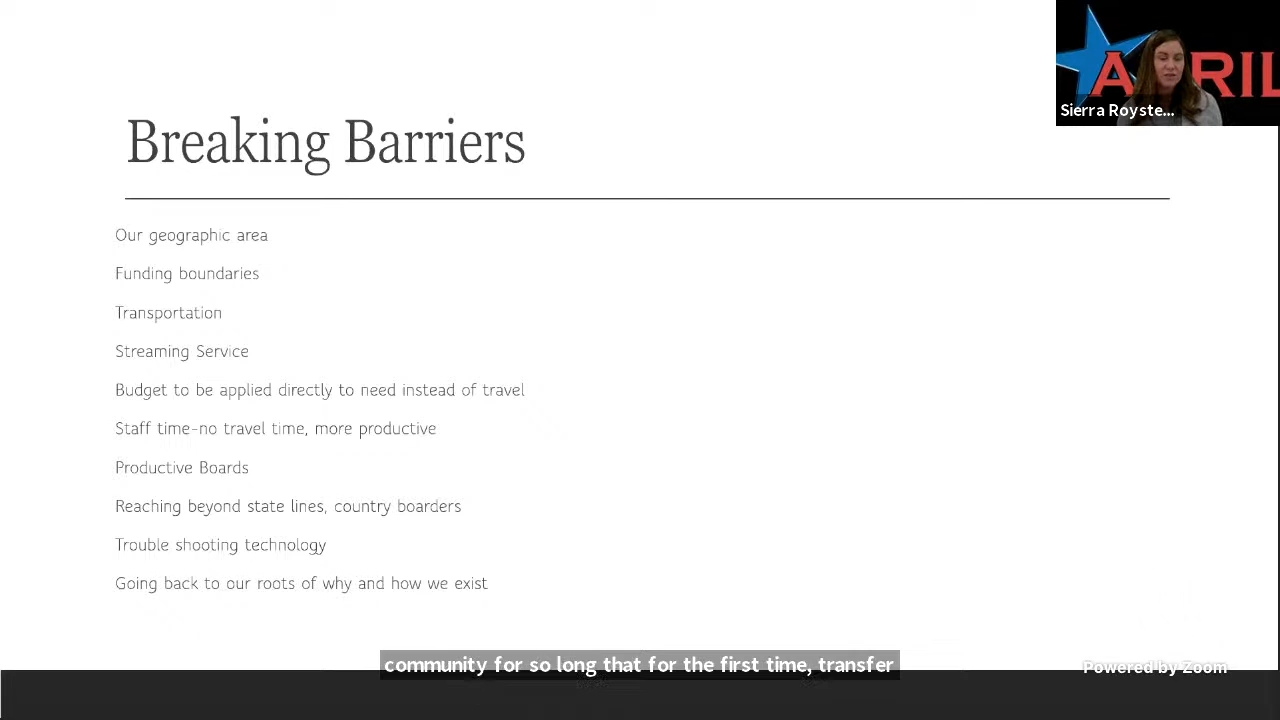 Breaking Barriers
Our geographic area
Funding boundaries
Transportation
Streaming Service
Budget to be applied directly to need instead of travel
Staff time-no travel time, more productive
Productive Boards
Reaching beyond state lines, country boarders
Trouble shooting technology
Going back to our roots of why and how we exist
A RIL
Sierra Royste...
community for so long that for the first time, transfer
Powered by Zoom